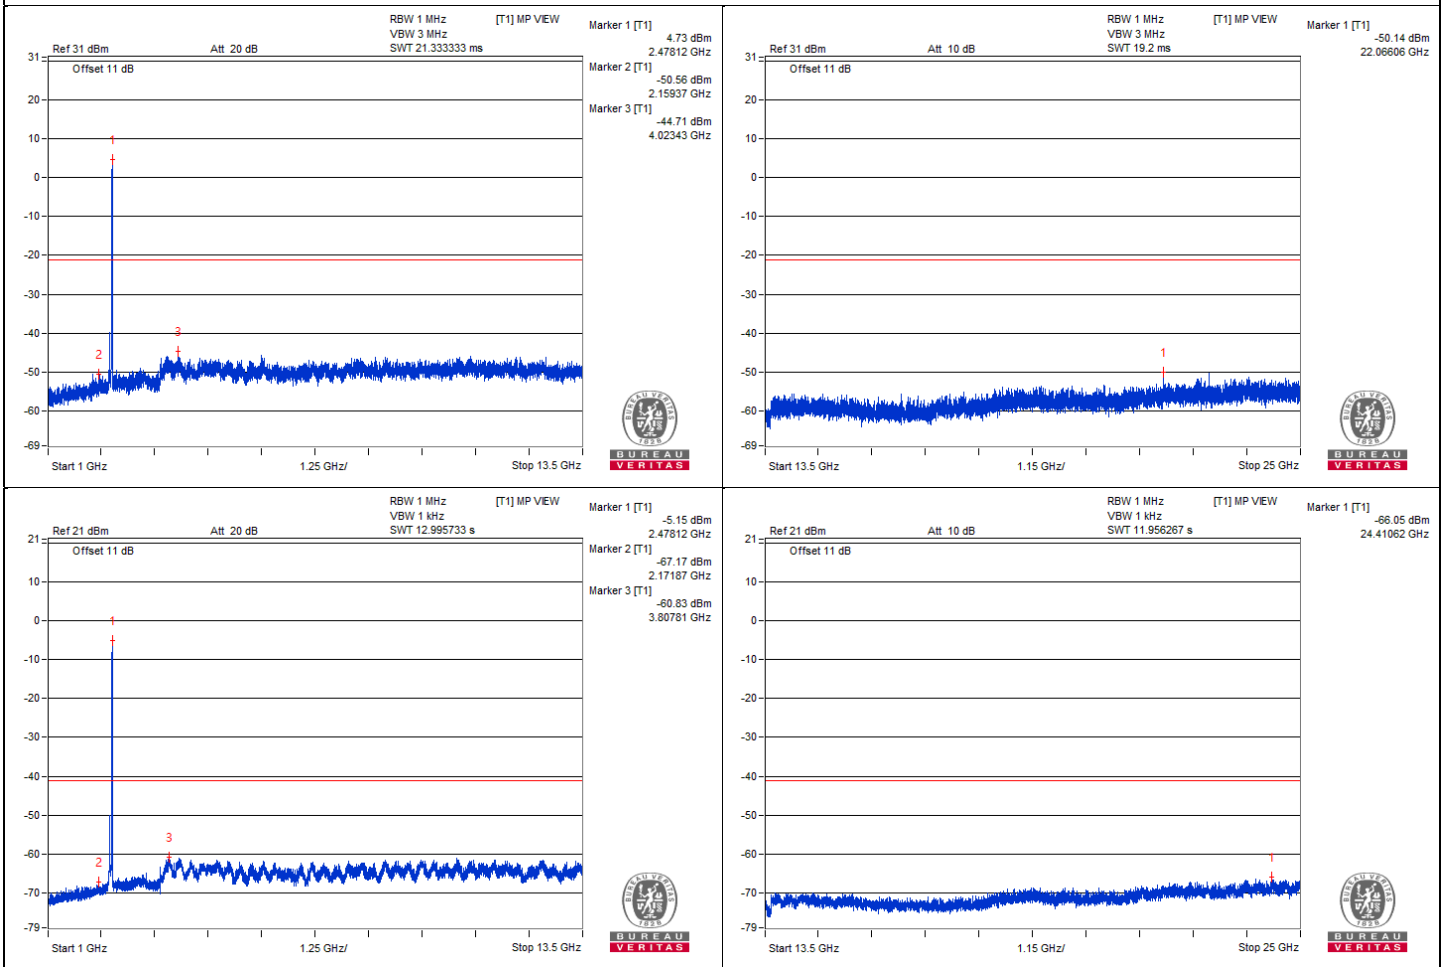 RBW 1 MHz [T1] MP VIEW
VBW 3 MHz
Ref 31 dBm Att 20 dB SWT 21.333333 ms
Marker 1 [T1]
4.73 dBm
2.47812 GHz
Marker 2 [T1]
-50.56 dBm
2.15937 GHz
Marker 3 [T1]
-44.71 dBm
4.02343 GHz
31
Offset 11 dB
20
10
1
0
-10
-20
-30
-40
3
2
-50
-60
-69
Start 1 GHz 1.25 GHz/ Stop 13.5 GHz
BUREAU VERITAS
1828
BUREAU
VERITAS
RBW 1 MHz [T1] MP VIEW
VBW 3 MHz
Ref 31 dBm Att 10 dB SWT 19.2 ms
Marker 1 [T1]
-50.14 dBm
22.06606 GHz
31
Offset 11 dB
20
10
0
-10
-20
-30
-40
1
-50
-60
-69
Start 13.5 GHz 1.15 GHz/ Stop 25 GHz
BUREAU VERITAS
1828
BUREAU
VERITAS
RBW 1 MHz [T1] MP VIEW
VBW 1 kHz
Ref 21 dBm Att 20 dB SWT 12.995733 s
Marker 1 [T1]
-5.15 dBm
2.47812 GHz
Marker 2 [T1]
-67.17 dBm
2.17187 GHz
Marker 3 [T1]
-60.83 dBm
3.80781 GHz
21
Offset 11 dB
10
0
1
-10
-20
-30
-40
-50
3
-60
2
-70
-79
Start 1 GHz 1.25 GHz/ Stop 13.5 GHz
BUREAU VERITAS
1828
BUREAU
VERITAS
RBW 1 MHz [T1] MP VIEW
VBW 1 kHz
Ref 21 dBm Att 10 dB SWT 11.956267 s
Marker 1 [T1]
-66.05 dBm
24.41062 GHz
21
Offset 11 dB
10
0
-10
-20
-30
-40
-50
-60
1
-70
-79
Start 13.5 GHz 1.15 GHz/ Stop 25 GHz
BUREAU VERITAS
1828
BUREAU
VERITAS